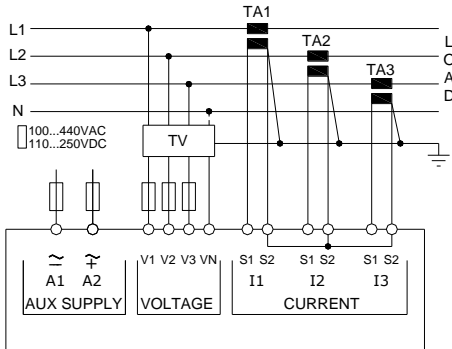 TA1
L1
TA2
L2
TA3
L3
N
L
O
A
D
100...440VAC
110...250VDC
TV
V1 V2 V3 VN S1 S2 S1 S2 S1 S2
A1 A2 I1 I2 I3
AUX SUPPLY VOLTAGE CURRENT